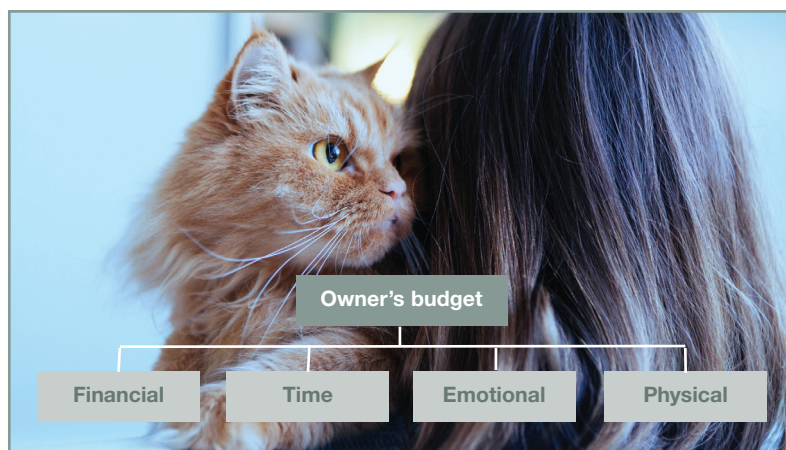 Owner’s budget
Financial
Time
Emotional
Physical